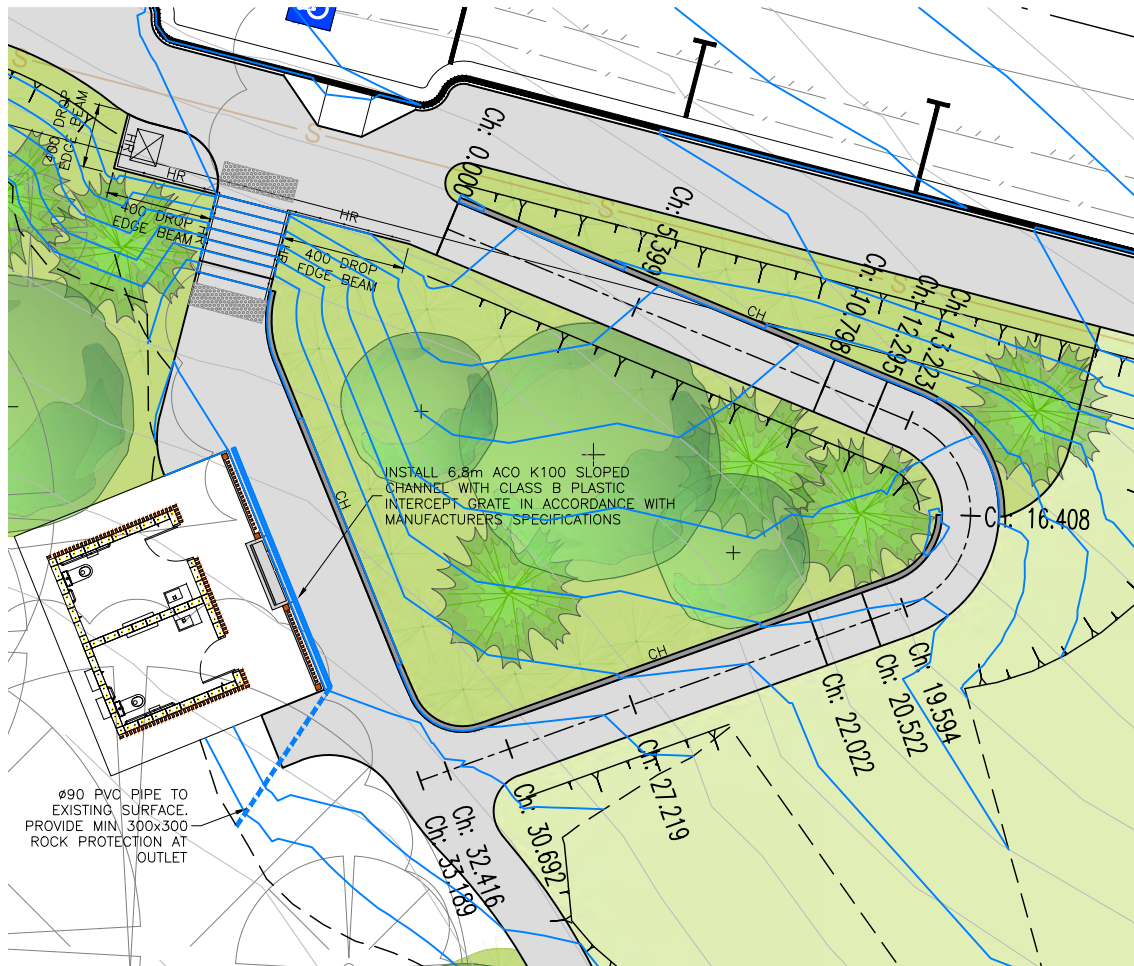 S
S
S
S
400 DROP
EDGE BEAM
HR
HR
HR
400 DROP
EDGE BEAM
HR
HR
400 DROP
EDGE BEAM
Ch: 0.000
Ch: 5.399
CH
Ch: 10.798
Ch: 12.295
Ch: 13.223
Ch: 16.408
INSTALL 6.8m ACO K100 SLOPED
CHANNEL WITH CLASS B PLASTIC
INTERCEPT GRATE IN ACCORDANCE WITH
MANUFACTURERS SPECIFICATIONS
CH
CH
Ch: 19.594
Ch: 20.522
Ch: 22.022
Ch: 27.219
Ch: 30.692
Ch: 32.416
Ch: 33.189
ø90 PVC PIPE TO
EXISTING SURFACE.
PROVIDE MIN 300x300
ROCK PROTECTION AT
OUTLET